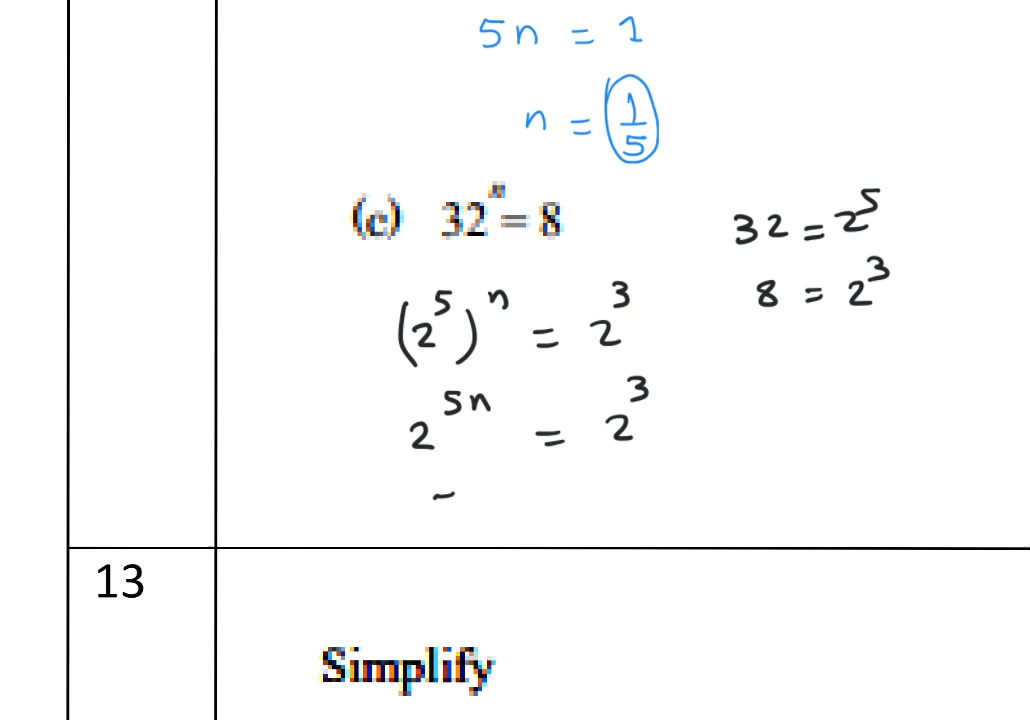 5n = 1
n = 1/5
(c) 32ⁿ = 8
32 = 2⁵
8 = 2³
(2⁵)ⁿ = 2³
2⁵ⁿ = 2³
13
Simplify